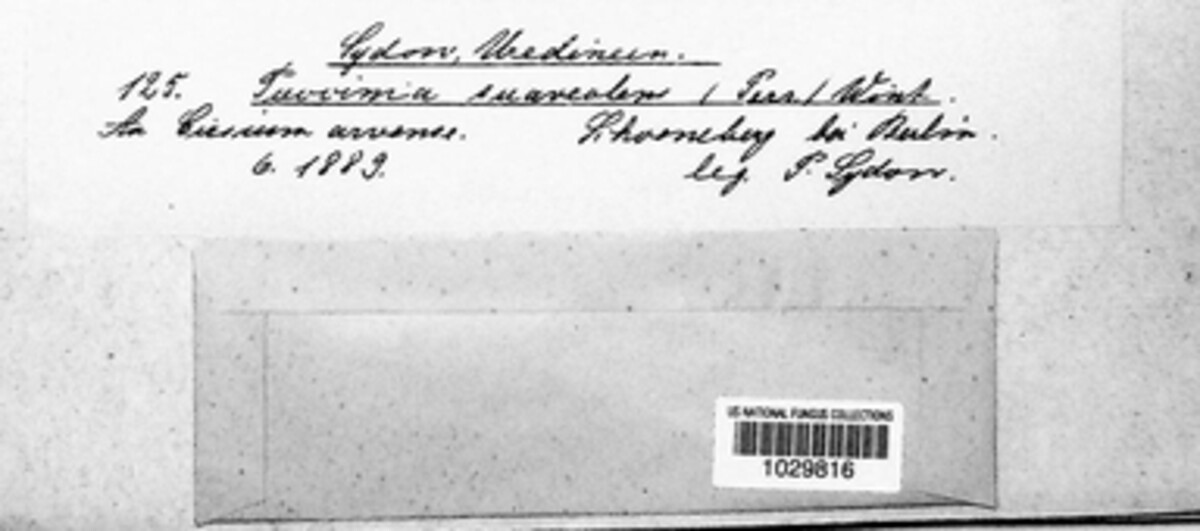 Sydow, Uredineen.
125. Puccinia suaveolens (Pers.) Wint.
An Cirsium arvense. Schoeneberg bei Berlin.
6. 1889. leg. P. Sydow.
US NATIONAL FUNGUS COLLECTIONS
1029816